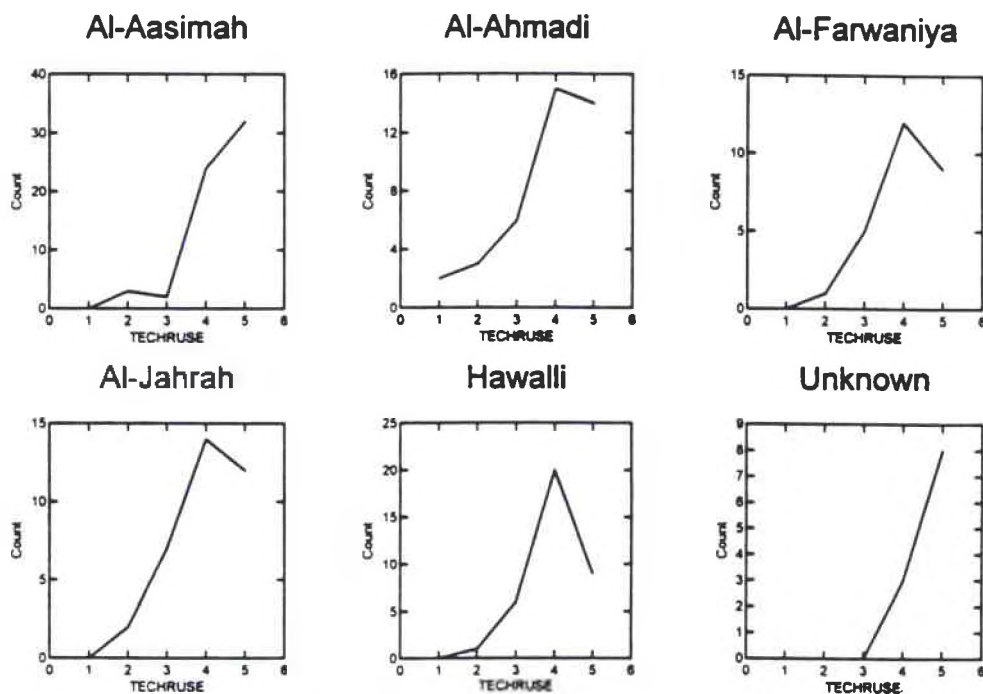 Al-Aasimah
40
30
20
10
0
Count
0 1 2 3 4 5 6
TECHRUSE
Al-Ahmadi
16
12
8
4
0
Count
0 1 2 3 4 5 6
TECHRUSE
Al-Farwaniya
15
10
5
0
Count
0 1 2 3 4 5 6
TECHRUSE
Al-Jahrah
15
10
5
0
Count
0 1 2 3 4 5 6
TECHRUSE
Hawalli
25
20
15
10
5
0
Count
0 1 2 3 4 5 6
TECHRUSE
Unknown
9
8
7
6
5
4
3
2
1
0
Count
0 1 2 3 4 5 6
TECHRUSE